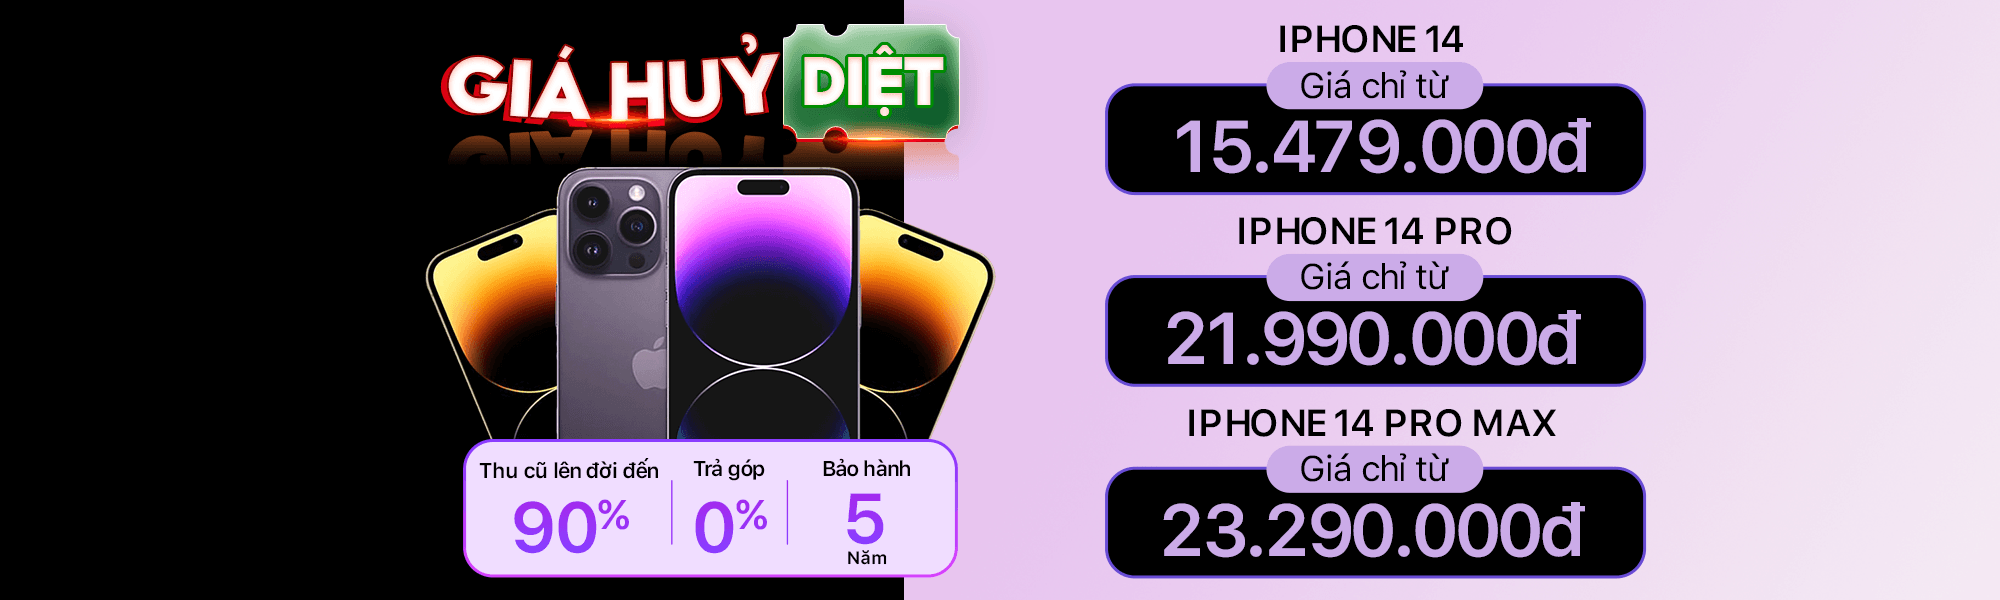 GIÁ HUỶ DIỆT
Thu cũ lên đời đến
90%
Trả góp
0%
Bảo hành
5
Năm
IPHONE 14
Giá chỉ từ
15.479.000đ
IPHONE 14 PRO
Giá chỉ từ
21.990.000đ
IPHONE 14 PRO MAX
Giá chỉ từ
23.290.000đ